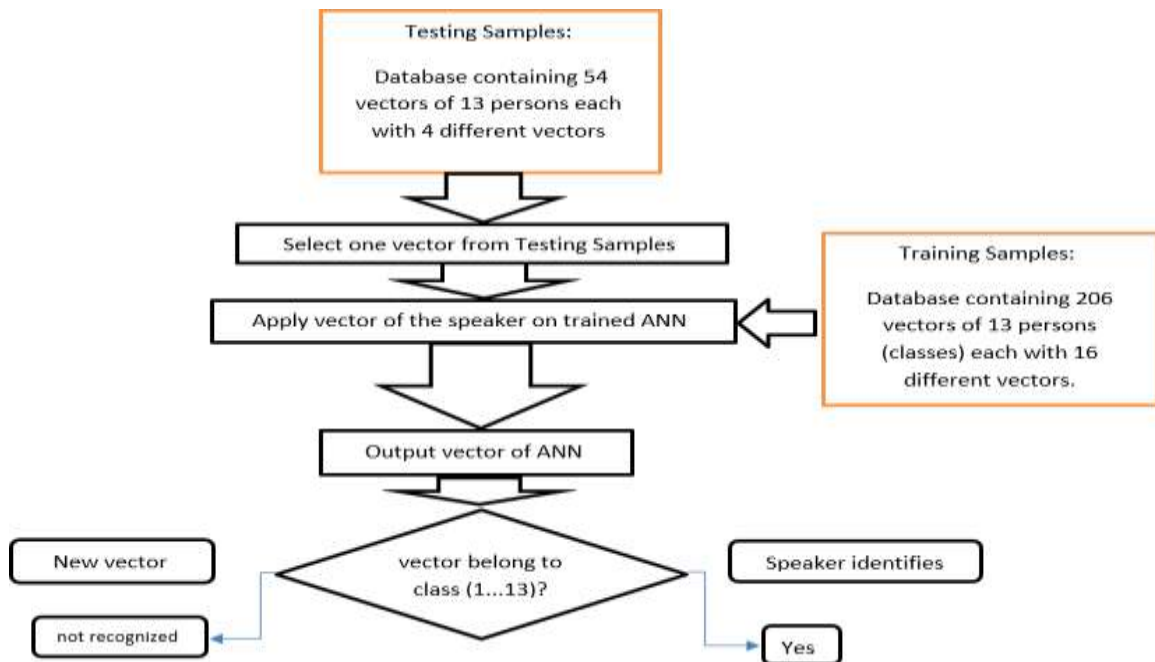 Testing Samples:
Database containing 54
vectors of 13 persons each
with 4 different vectors
Select one vector from Testing Samples
Training Samples:
Database containing 206
vectors of 13 persons
(classes) each with 16
different vectors.
Apply vector of the speaker on trained ANN
Output vector of ANN
vector belong to
class (1...13)?
New vector
Speaker identifies
not recognized
Yes